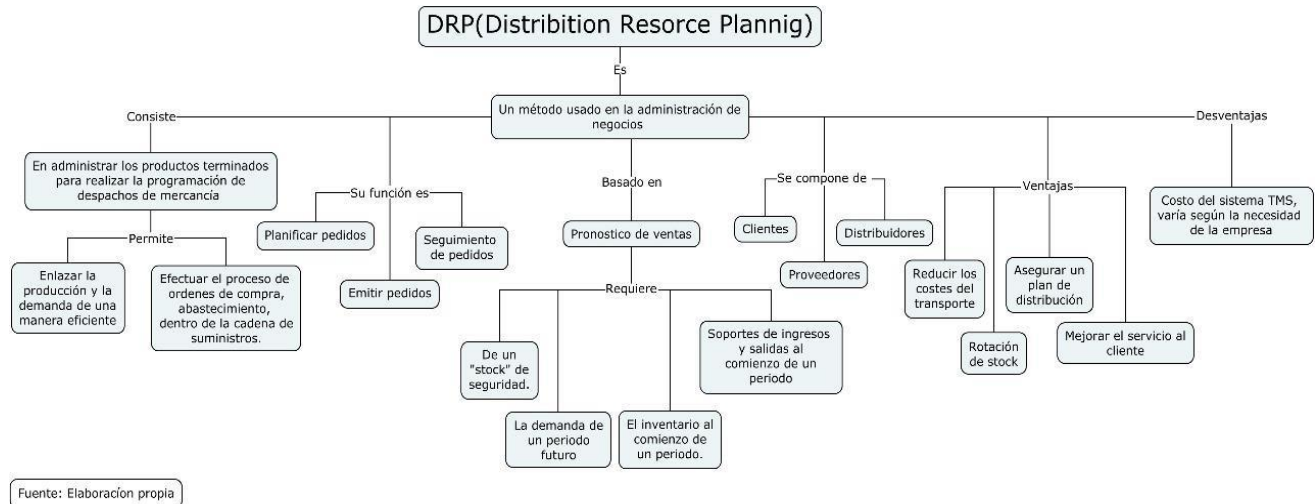 DRP(Distribition Resorce Plannig)
Es
Un método usado en la administración de
negocios
Consiste
Desventajas
En administrar los productos terminados
para realizar la programación de
despachos de mercancía
Su función es
Basado en
Se compone de
Ventajas
Costo del sistema TMS,
varía según la necesidad
de la empresa
Permite
Planificar pedidos
Seguimiento
de pedidos
Emitir pedidos
Pronostico de ventas
Clientes
Distribuidores
Proveedores
Enlazar la
producción y la
demanda de una
manera eficiente
Efectuar el proceso de
ordenes de compra,
abastecimiento,
dentro de la cadena de
suministros.
Requiere
Reducir los
costes del
transporte
Asegurar un
plan de
distribución
Rotación
de stock
Mejorar el servicio al
cliente
De un
"stock" de
seguridad.
Soportes de ingresos
y salidas al
comienzo de un
periodo
La demanda de
un periodo
futuro
El inventario al
comienzo de
un periodo.
Fuente: Elaboracíon propia